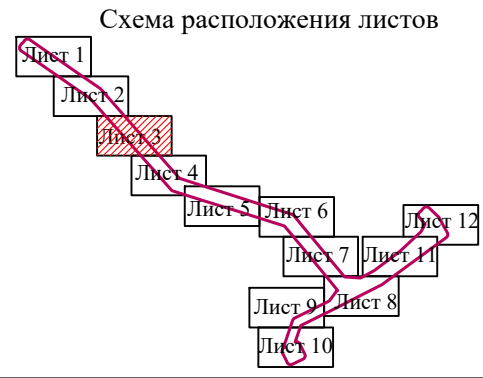 Схема расположения листов
Лист 1
Лист 2
Лист 3
Лист 4
Лист 5
Лист 6
Лист 7
Лист 8
Лист 9
Лист 10
Лист 11
Лист 12